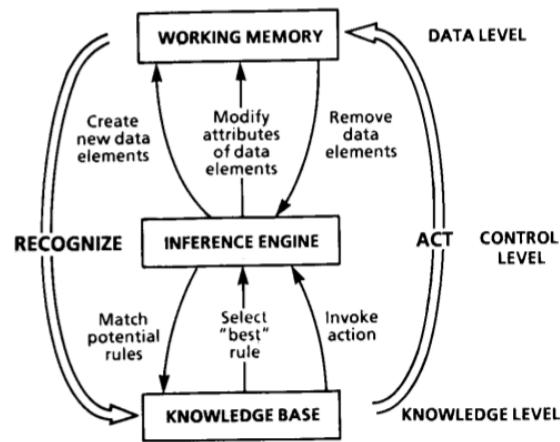 WORKING MEMORY
DATA LEVEL
Create
new data
elements
Modify
attributes
of data
elements
Remove
data
elements
RECOGNIZE
INFERENCE ENGINE
ACT
CONTROL
LEVEL
Match
potential
rules
Select
"best"
rule
Invoke
action
KNOWLEDGE BASE
KNOWLEDGE LEVEL